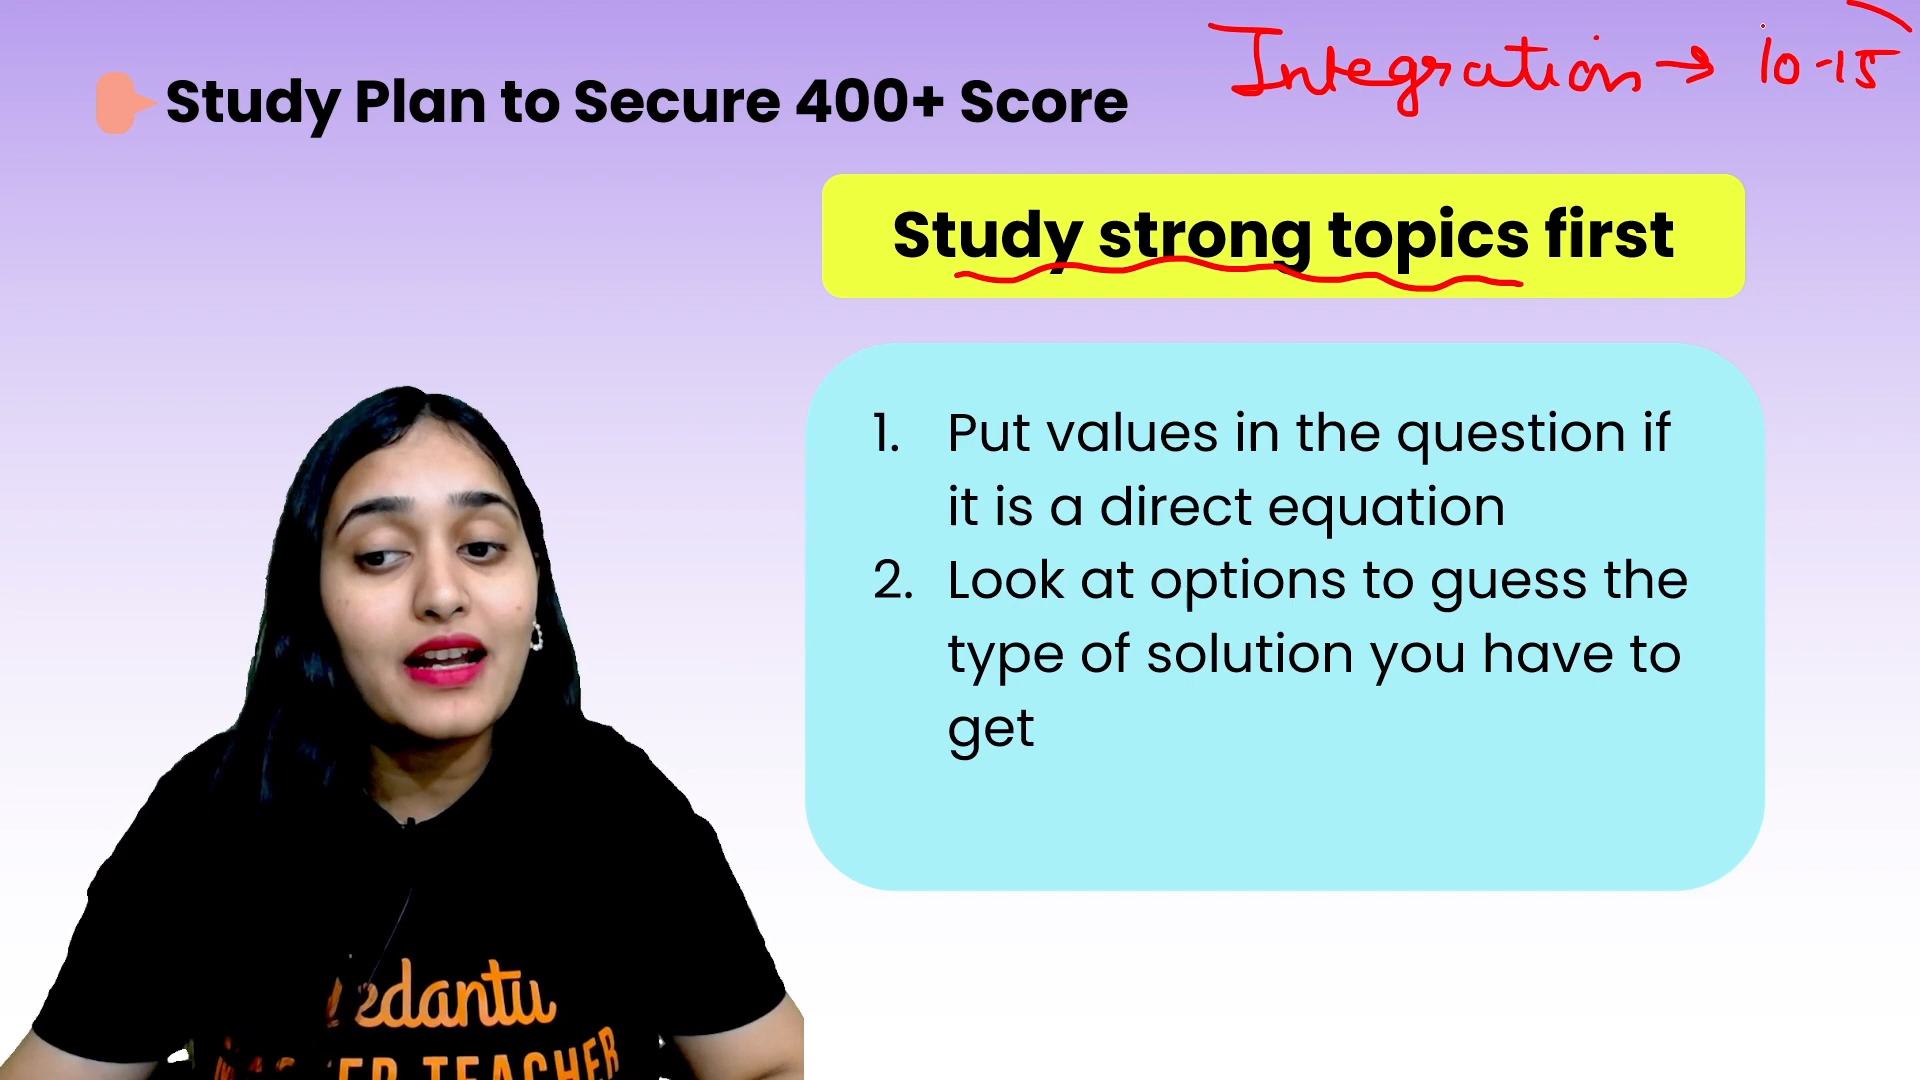 Integration → 10-15
Study Plan to Secure 400+ Score
Study strong topics first
1. Put values in the question if
it is a direct equation
2. Look at options to guess the
type of solution you have to
get
edantu
TEACHER